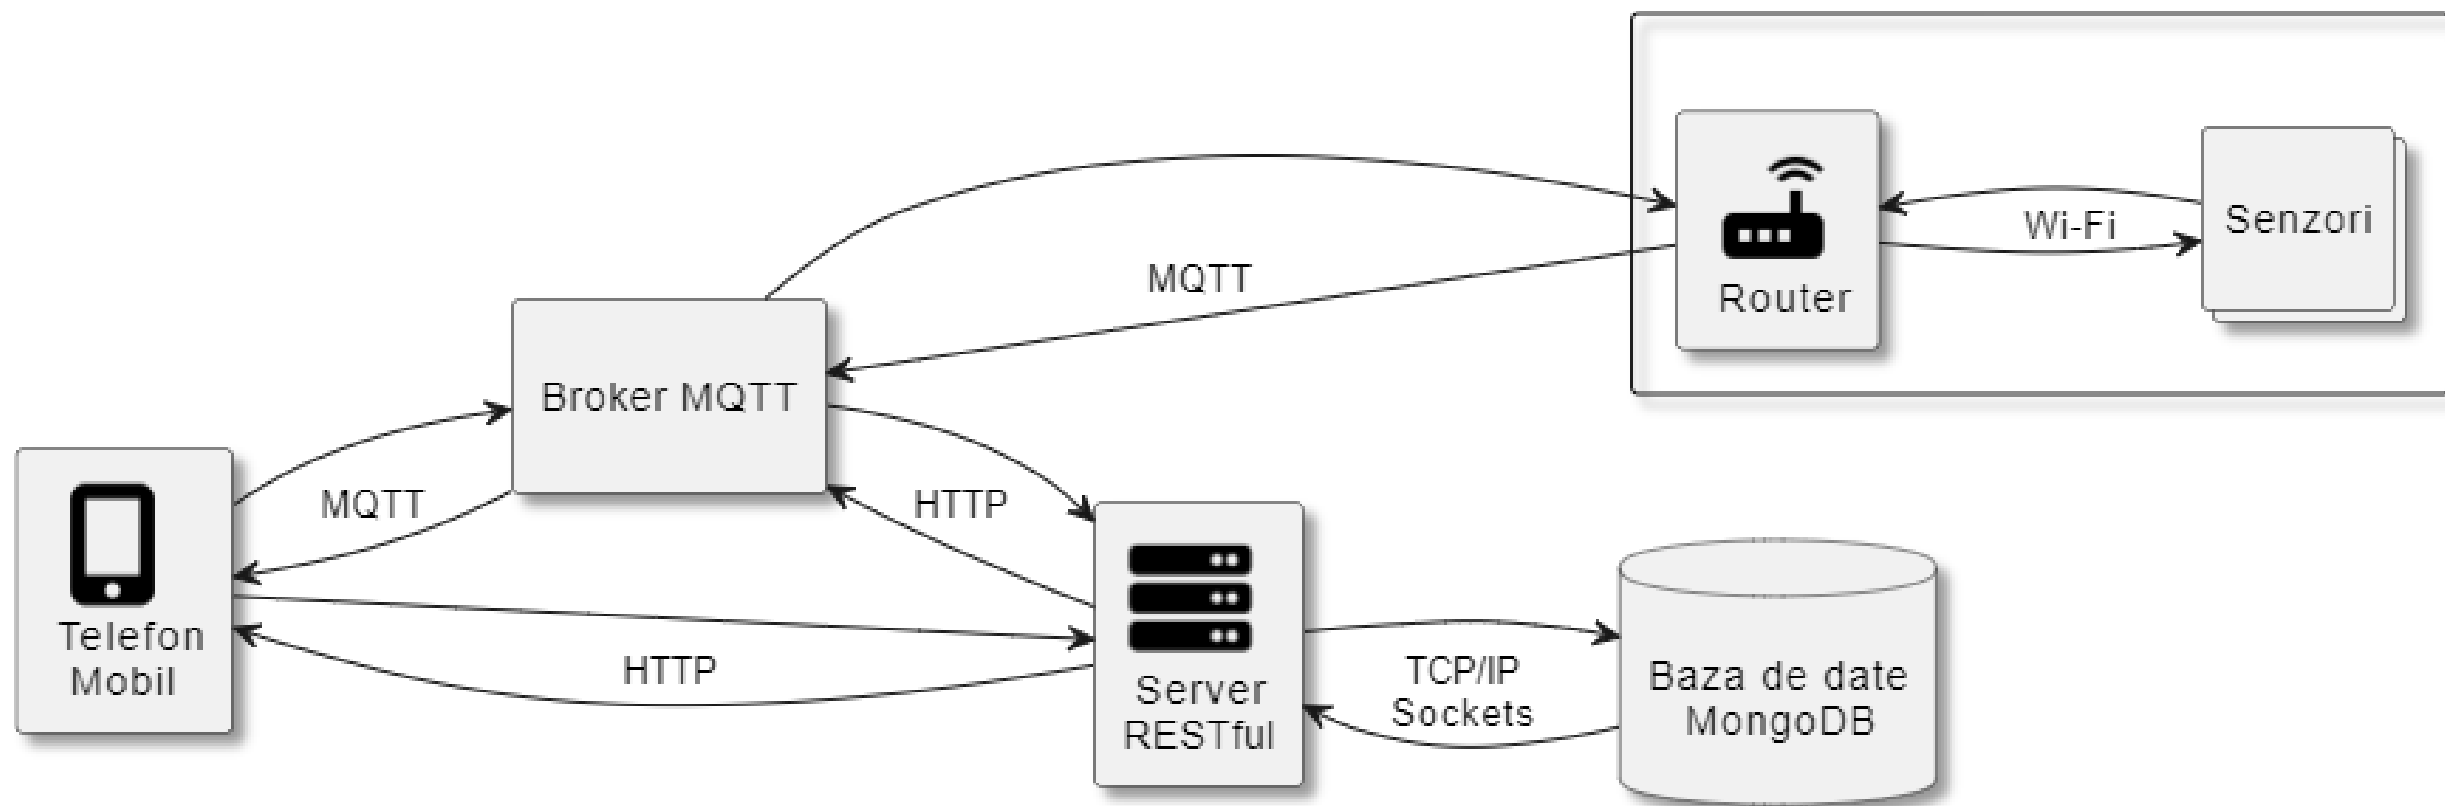 Wi-Fi
Senzori
Router
MQTT
Broker MQTT
MQTT
HTTP
Telefon
Mobil
HTTP
Server
RESTful
TCP/IP
Sockets
Baza de date
MongoDB